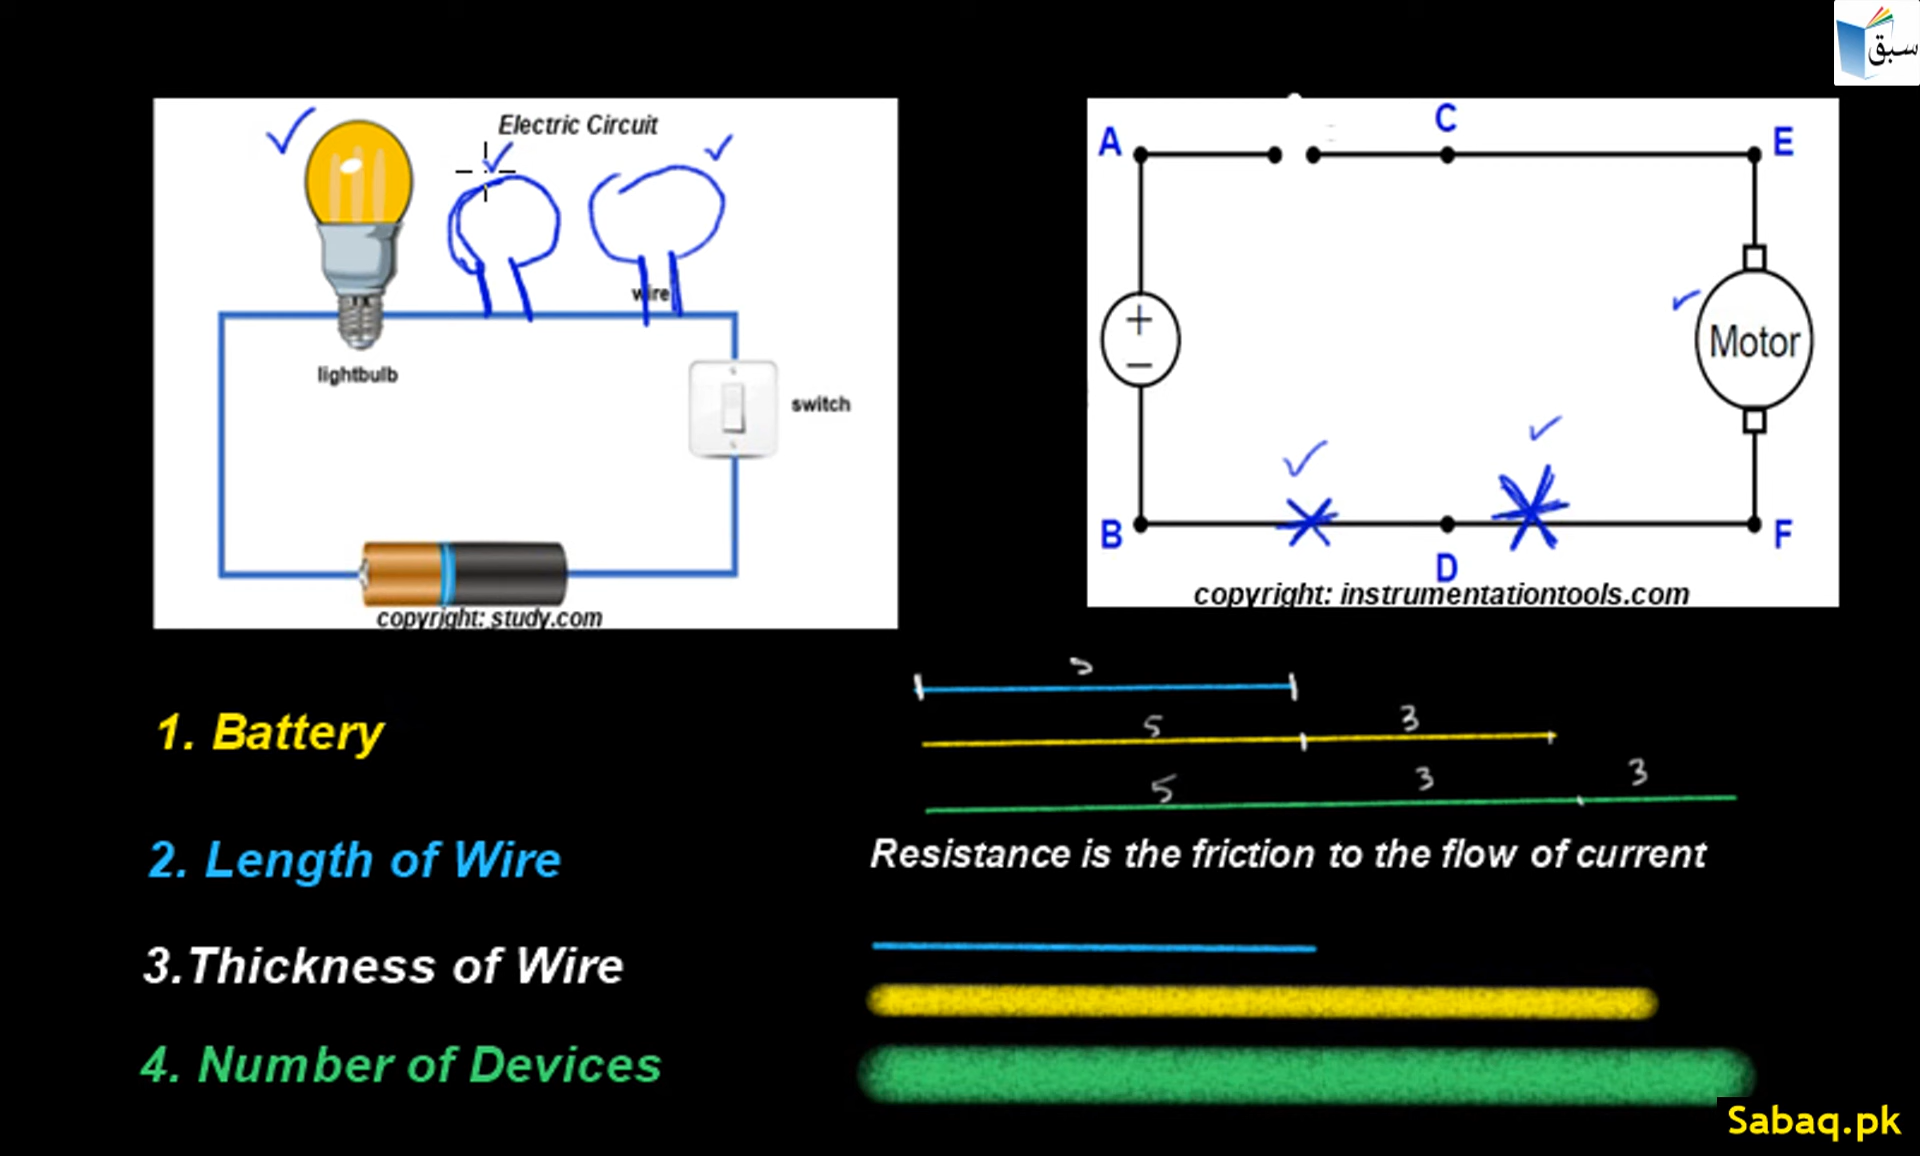 سبق
Electric Circuit
wire
lightbulb
switch
copyright: study.com
A
C
E
+
−
Motor
B
D
F
copyright: instrumentationtools.com
1. Battery
5 3
5 3 3
2. Length of Wire
Resistance is the friction to the flow of current
3.Thickness of Wire
4. Number of Devices
Sabaq.pk